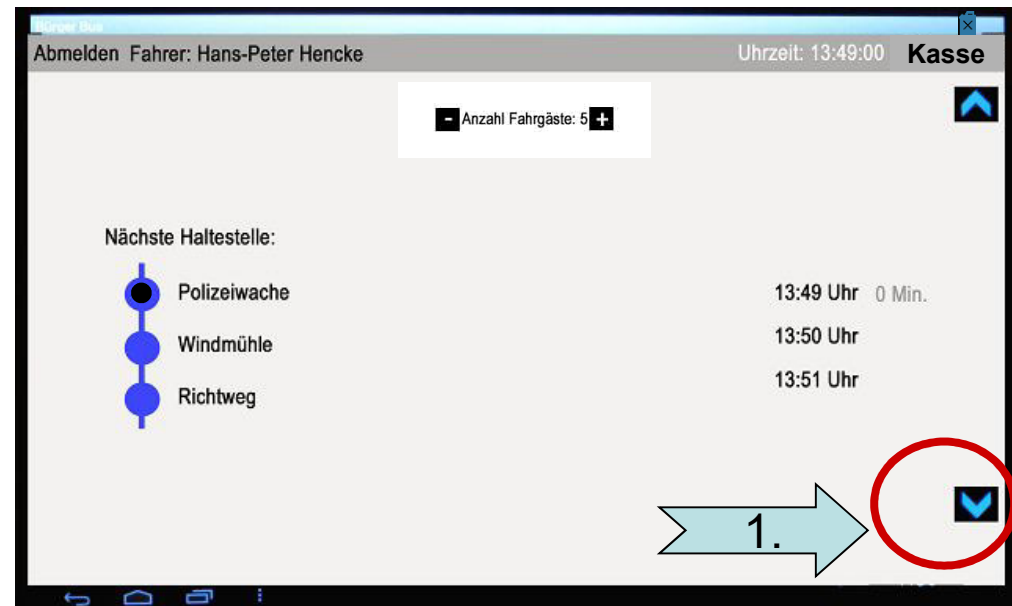 Bürger Bus
Abmelden Fahrer: Hans-Peter Hencke Uhrzeit: 13:49:00 Kasse
- Anzahl Fahrgäste: 5 +
Nächste Haltestelle:
Polizeiwache 13:49 Uhr 0 Min.
Windmühle 13:50 Uhr
Richtweg 13:51 Uhr
1.